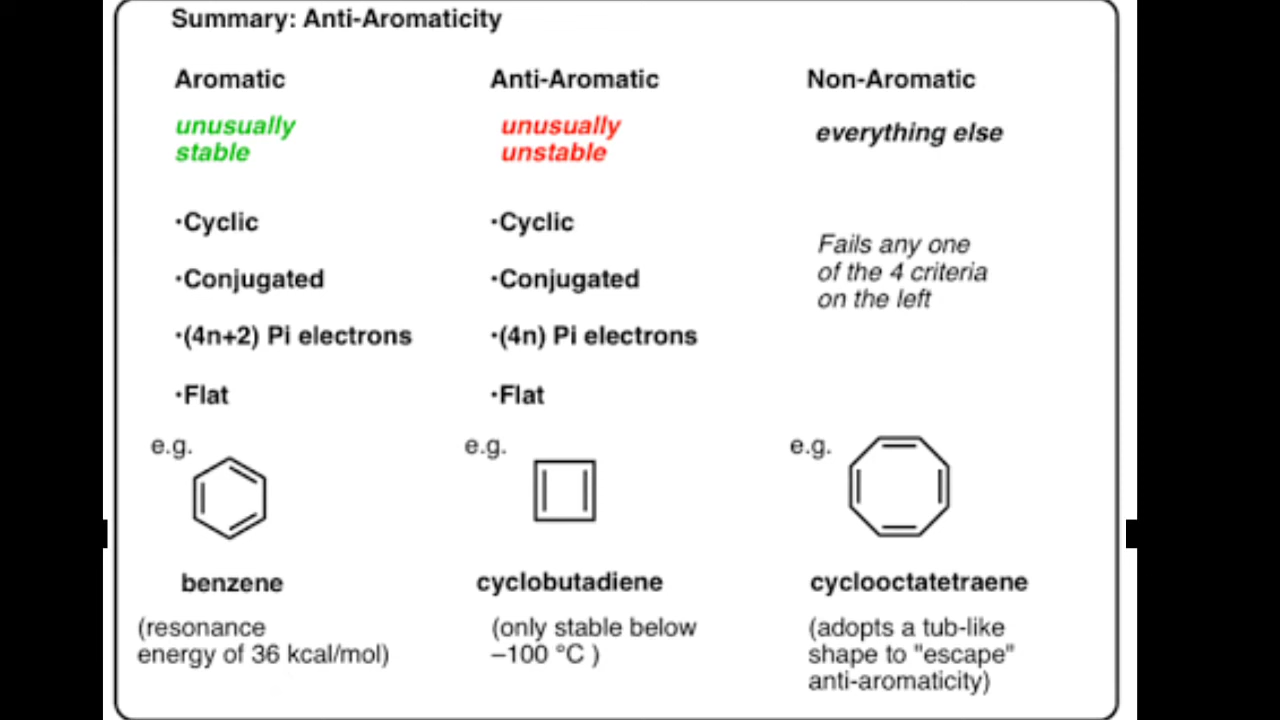 Summary: Anti-Aromaticity
Aromatic
unusually
stable
·Cyclic
·Conjugated
·(4n+2) Pi electrons
·Flat
e.g.
benzene
(resonance
energy of 36 kcal/mol)
Anti-Aromatic
unusually
unstable
·Cyclic
·Conjugated
·(4n) Pi electrons
·Flat
e.g.
cyclobutadiene
(only stable below
–100 °C )
Non-Aromatic
everything else
Fails any one
of the 4 criteria
on the left
e.g.
cyclooctatetraene
(adopts a tub-like
shape to "escape"
anti-aromaticity)